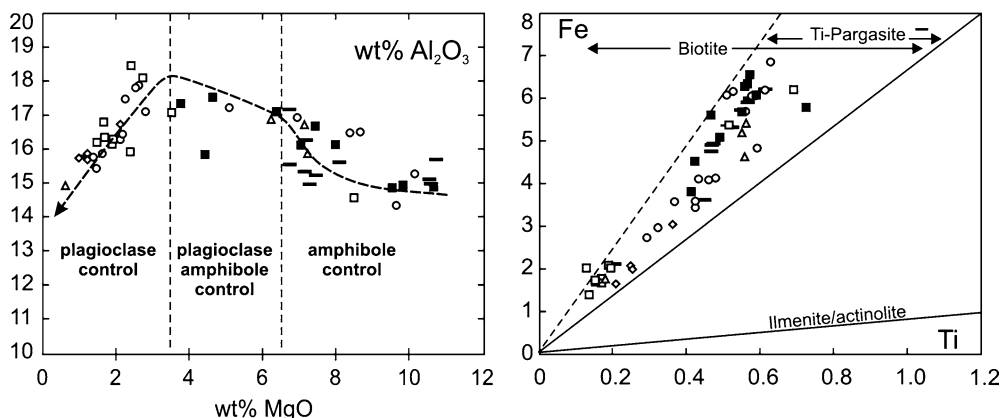 20
19
18
17
16
15
14
13
12
11
10
wt% Al2O3
plagioclase
control
plagioclase
amphibole
control
amphibole
control
0 2 4 6 8 10 12
wt% MgO
8
7
6
5
4
3
2
1
0
Fe
Ti-Pargasite
Biotite
Ilmenite/actinolite
Ti
0 0.2 0.4 0.6 0.8 1.0 1.2